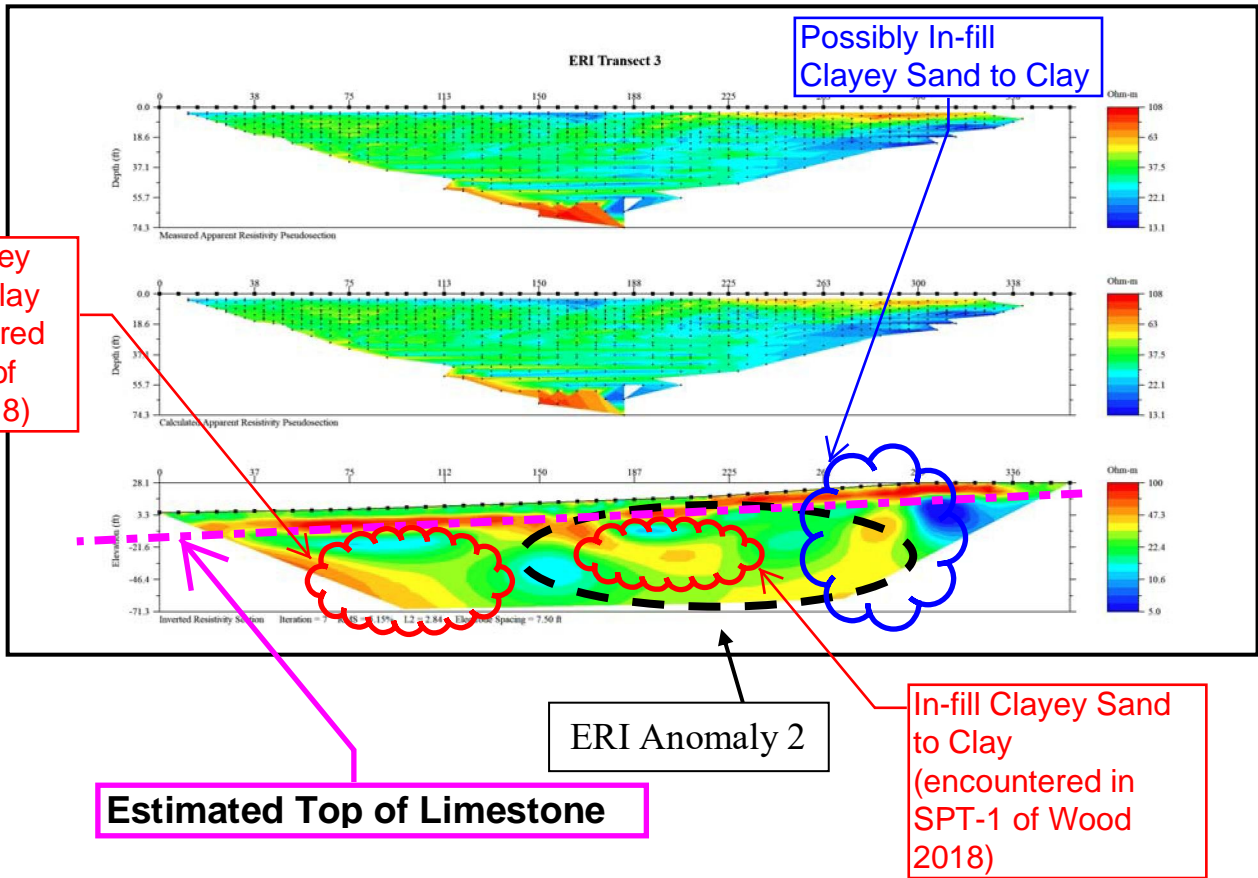 Possibly In-fill
Clayey Sand to Clay
ERI Transect 3
0 38 75 113 150 188 225 263 338
Ohm-m
0.0
18.6
37.1
55.7
74.3
Depth (ft)
108
63
37.5
22.1
13.1
Measured Apparent Resistivity Pseudosection
ey
lay
red
of
8)
0 38 75 113 150 188 225 263 300 338
Ohm-m
0.0
18.6
37.1
55.7
74.3
Depth (ft)
108
63
37.5
22.1
13.1
Calculated Apparent Resistivity Pseudosection
0 37 75 112 150 187 225 336
Ohm-m
28.1
3.3
-21.6
-46.4
-71.3
100
47.3
22.4
10.6
5.0
Inverted Resistivity Section Iteration = 7 L2 = 2.84 Electrode Spacing = 7.50 ft
ERI Anomaly 2
Estimated Top of Limestone
In-fill Clayey Sand
to Clay
(encountered in
SPT-1 of Wood
2018)